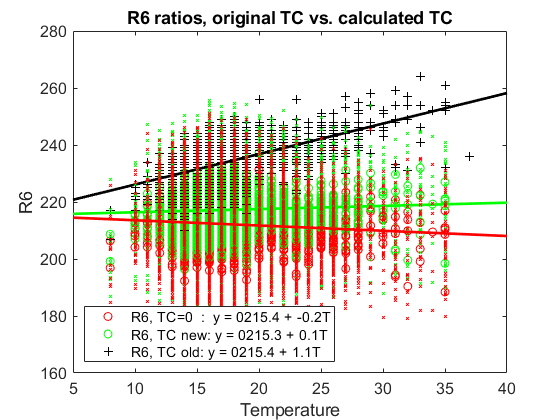 R6 ratios, original TC vs. calculated TC
280
260
240
220
200
180
160
R6
R6, TC=0 : y = 0215.4 + -0.2T
R6, TC new: y = 0215.3 + 0.1T
R6, TC old: y = 0215.4 + 1.1T
5 10 15 20 25 30 35 40
Temperature